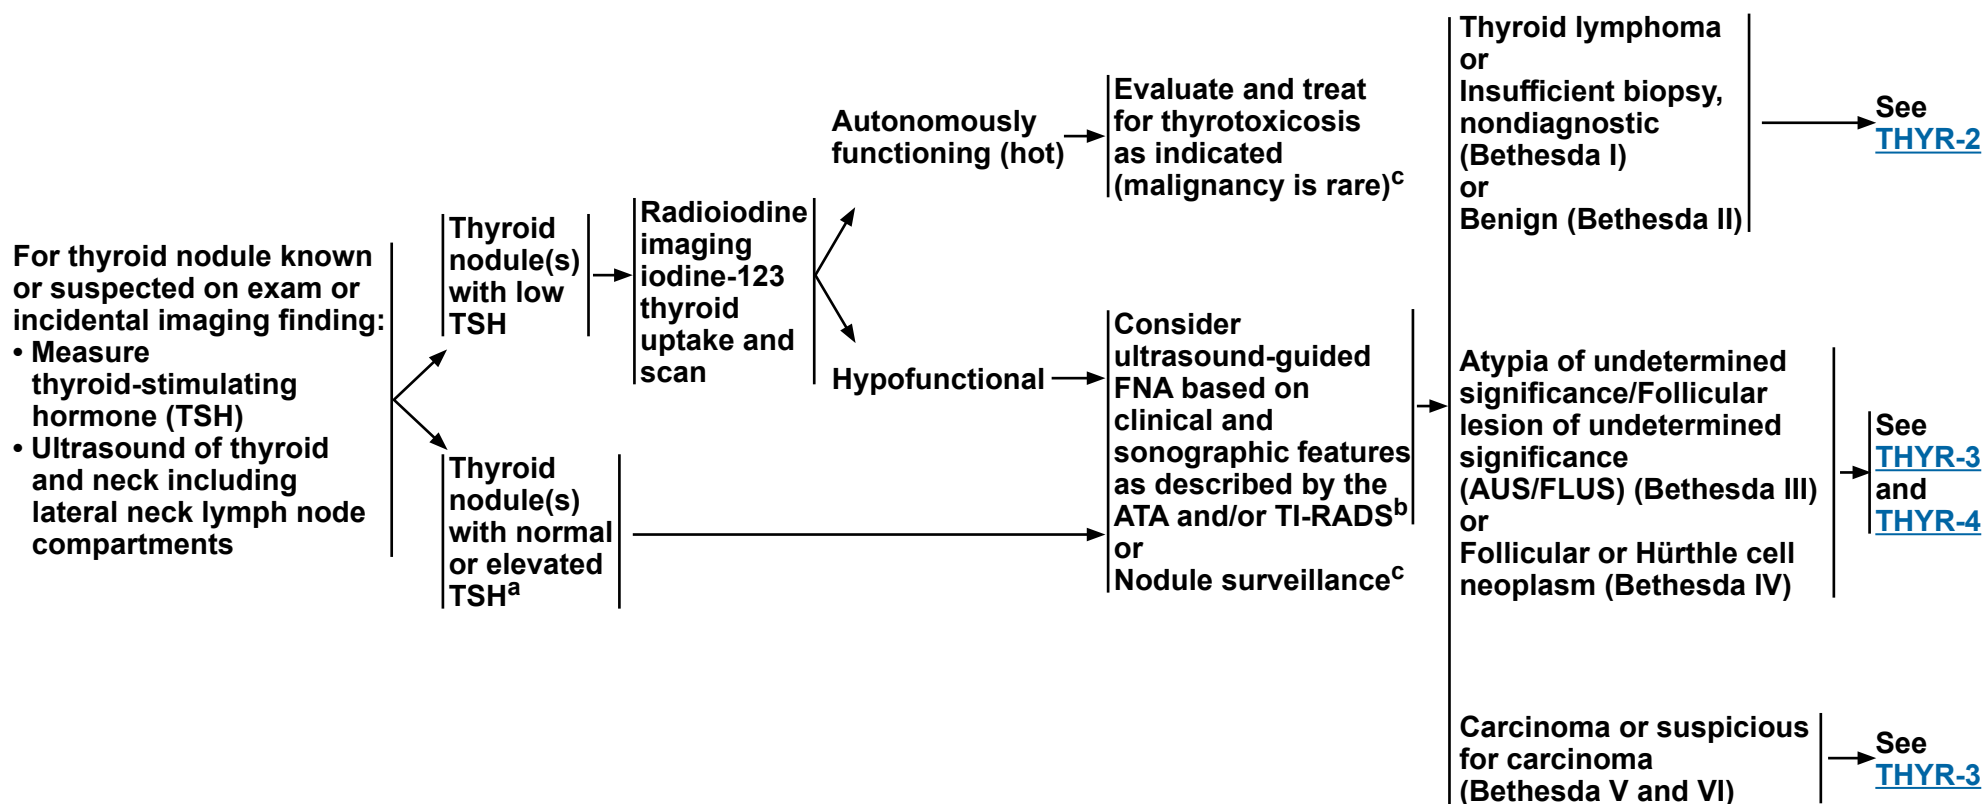 For thyroid nodule known
or suspected on exam or
incidental imaging finding:
• Measure
thyroid-stimulating
hormone (TSH)
• Ultrasound of thyroid
and neck including
lateral neck lymph node
compartments
Thyroid
nodule(s)
with low
TSH
Thyroid
nodule(s)
with normal
or elevated
TSHa
Radioiodine
imaging
iodine-123
thyroid
uptake and
scan
Autonomously
functioning (hot)
Hypofunctional
Evaluate and treat
for thyrotoxicosis
as indicated
(malignancy is rare)c
Consider
ultrasound-guided
FNA based on
clinical and
sonographic features
as described by the
ATA and/or TI-RADSb
or
Nodule surveillancec
Thyroid lymphoma
or
Insufficient biopsy,
nondiagnostic
(Bethesda I)
or
Benign (Bethesda II)
See
THYR-2
Atypia of undetermined
significance/Follicular
lesion of undetermined
significance
(AUS/FLUS) (Bethesda III)
or
Follicular or Hürthle cell
neoplasm (Bethesda IV)
See
THYR-3
and
THYR-4
Carcinoma or suspicious
for carcinoma
(Bethesda V and VI)
See
THYR-3